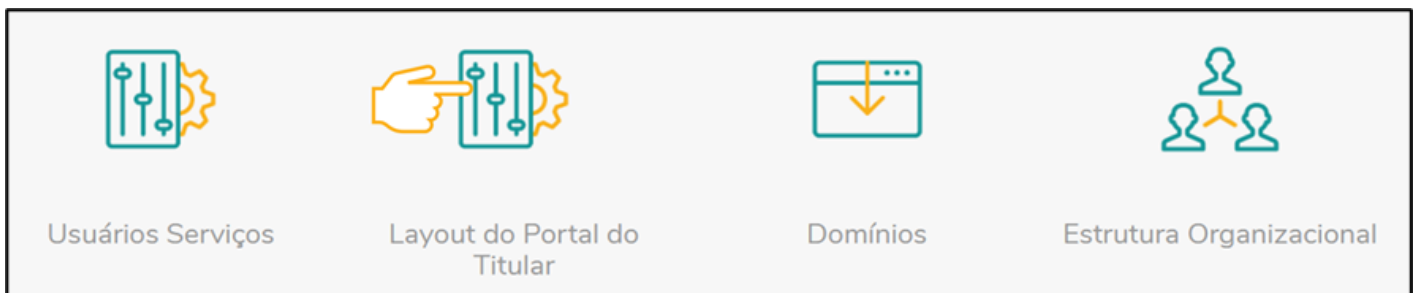 Usuários Serviços
Layout do Portal do
Titular
Domínios
Estrutura Organizacional